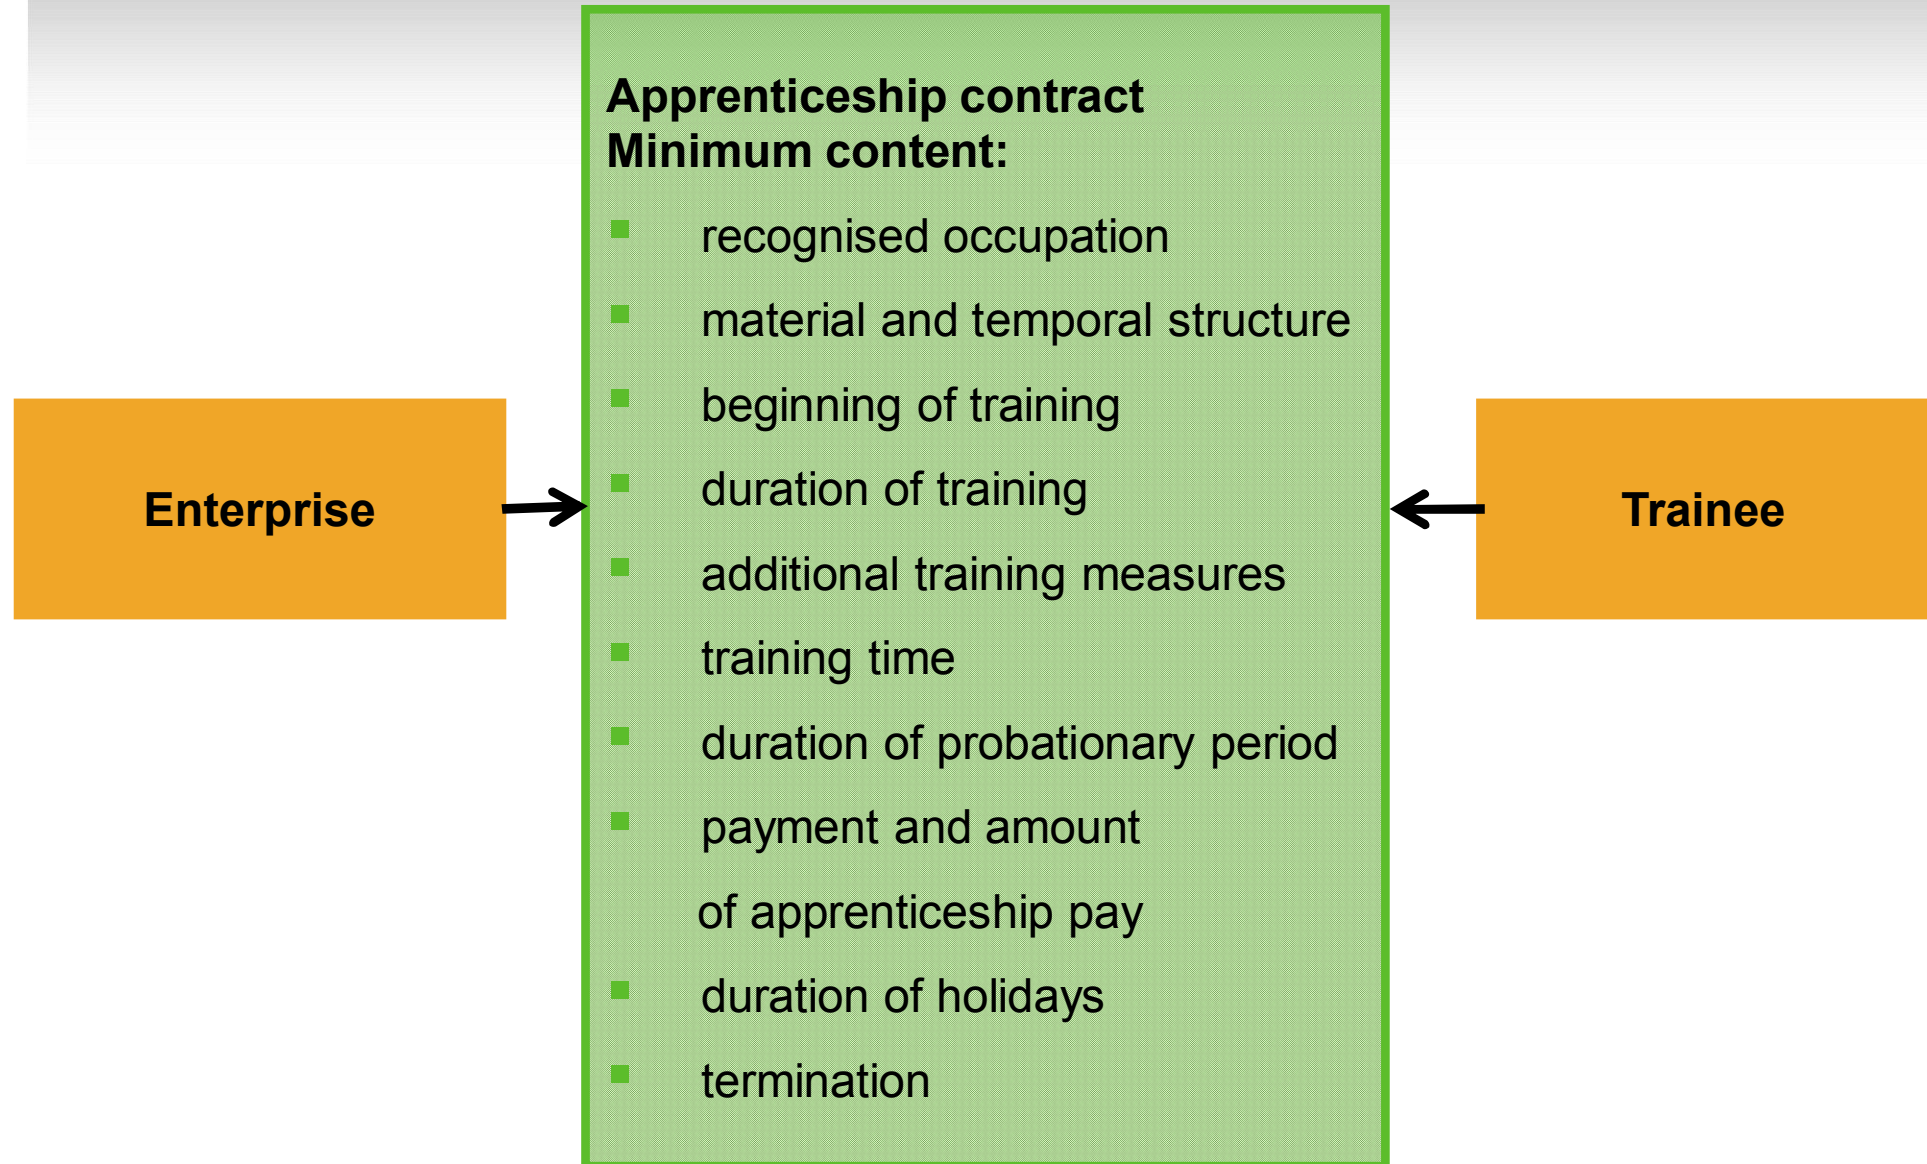 Apprenticeship contract
Minimum content:
recognised occupation
material and temporal structure
beginning of training
duration of training
additional training measures
training time
duration of probationary period
payment and amount
of apprenticeship pay
duration of holidays
termination
Enterprise
Trainee